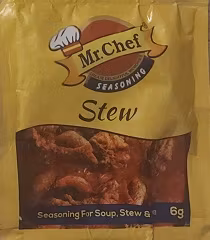 Mr. Chef
SEASONING
Stew
Seasoning For Soup, Stew &
6g